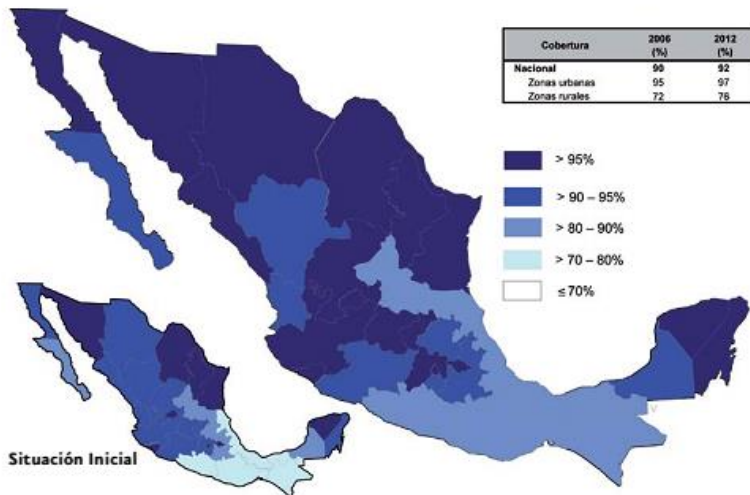 Cobertura 2006 (%) 2012 (%)
Nacional 90 92
Zonas urbanas 95 97
Zonas rurales 72 76
> 95%
> 90 – 95%
> 80 – 90%
> 70 – 80%
≤ 70%
Situación Inicial